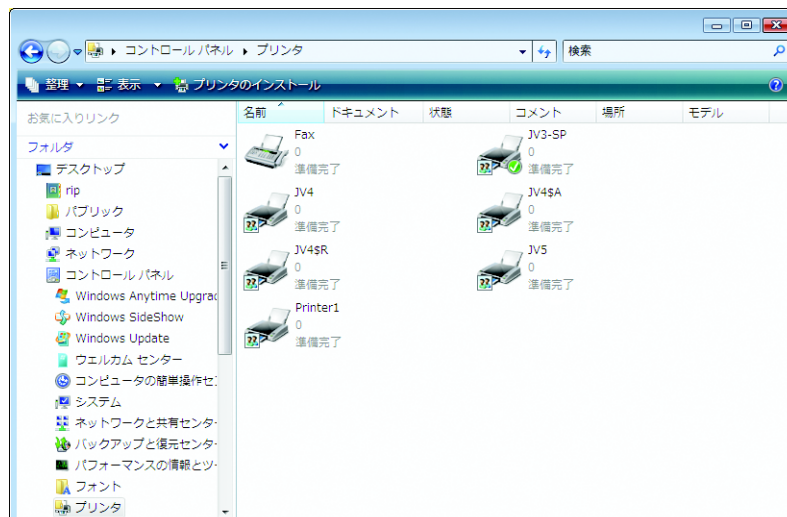 コントロール パネル ▸ プリンタ
検索
整理 表示 プリンタのインストール
お気に入りリンク
フォルダ
デスクトップ
rip
パブリック
コンピュータ
ネットワーク
コントロール パネル
Windows Anytime Upgrad
Windows SideShow
Windows Update
ウェルカム センター
コンピュータの簡単操作セ
システム
ネットワークと共有センタ
バックアップと復元センタ
パフォーマンスの情報とツ
フォント
プリンタ
名前 ドキュメント 状態 コメント 場所 モデル
Fax
0
準備完了
JV3-SP
0
準備完了
JV4
0
準備完了
JV4$A
0
準備完了
JV4$R
0
準備完了
JV5
0
準備完了
Printer1
0
準備完了